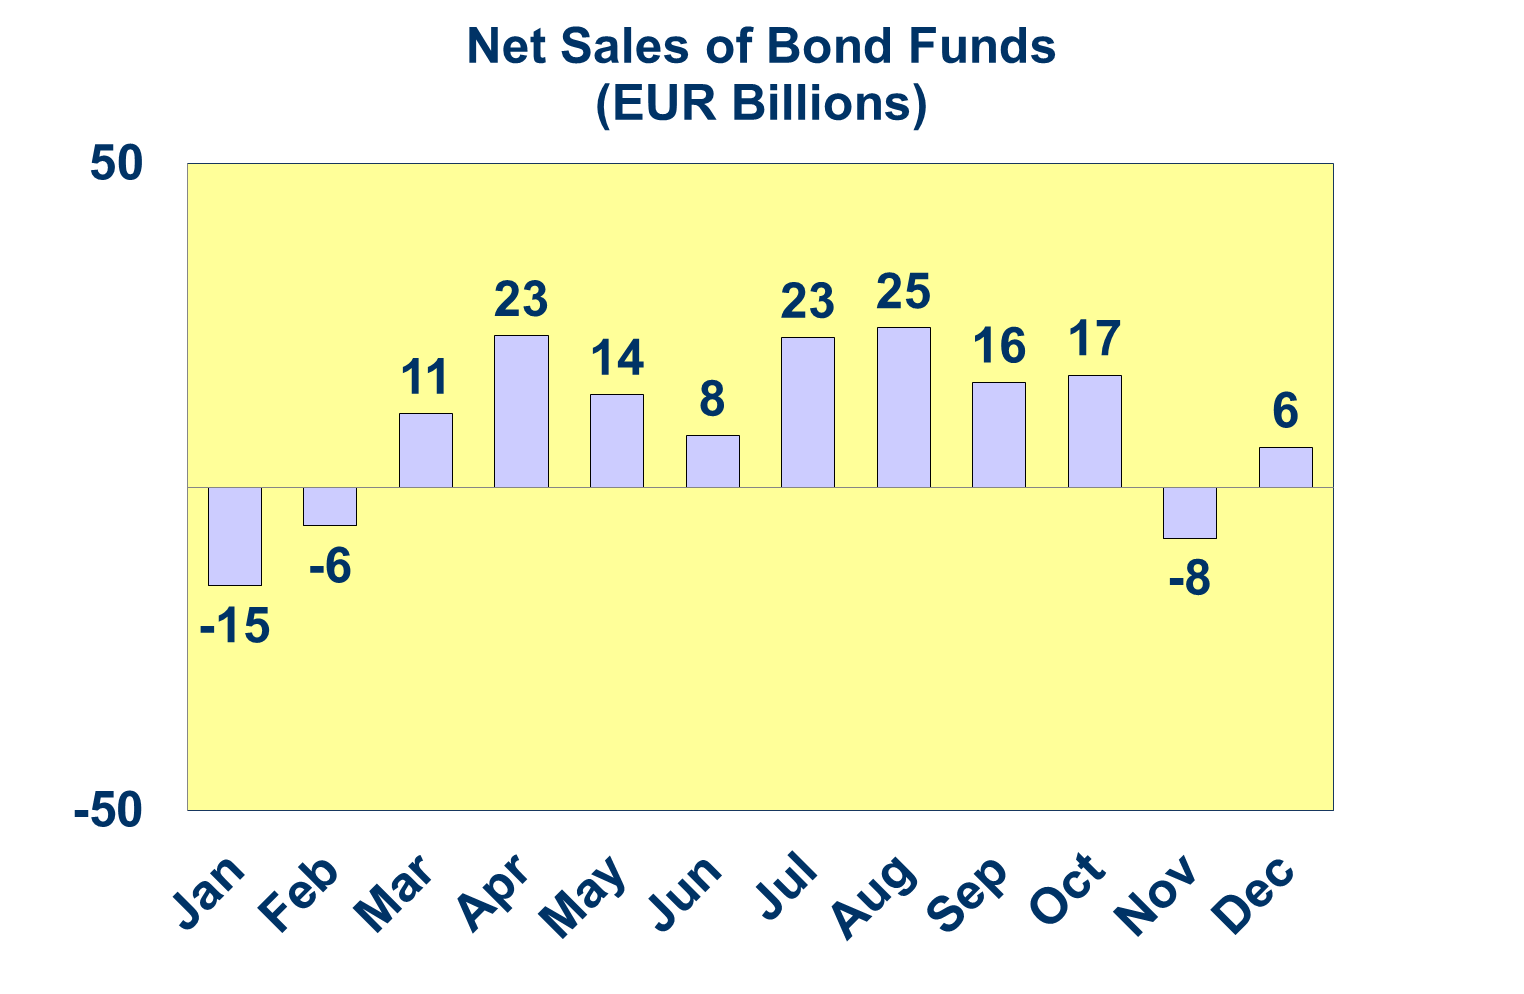 Net Sales of Bond Funds
(EUR Billions)
50
23
14
11
8
23
25
16
17
6
-15
-6
-8
-50
Jan
Feb
Mar
Apr
May
Jun
Jul
Aug
Sep
Oct
Nov
Dec